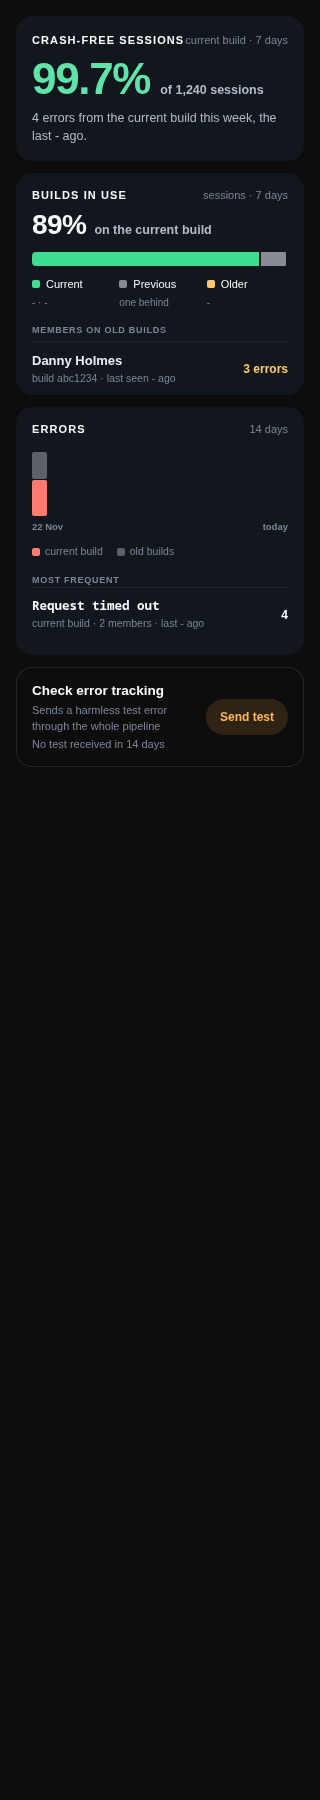 CRASH-FREE SESSIONS current build · 7 days
99.7% of 1,240 sessions
4 errors from the current build this week, the
last - ago.
BUILDS IN USE sessions · 7 days
89% on the current build
Current Previous Older
- · - one behind -
MEMBERS ON OLD BUILDS
Danny Holmes
build abc1234 · last seen - ago
3 errors
ERRORS 14 days
22 Nov today
current build old builds
MOST FREQUENT
Request timed out
current build · 2 members · last - ago
4
Check error tracking
Sends a harmless test error
through the whole pipeline
No test received in 14 days
Send test